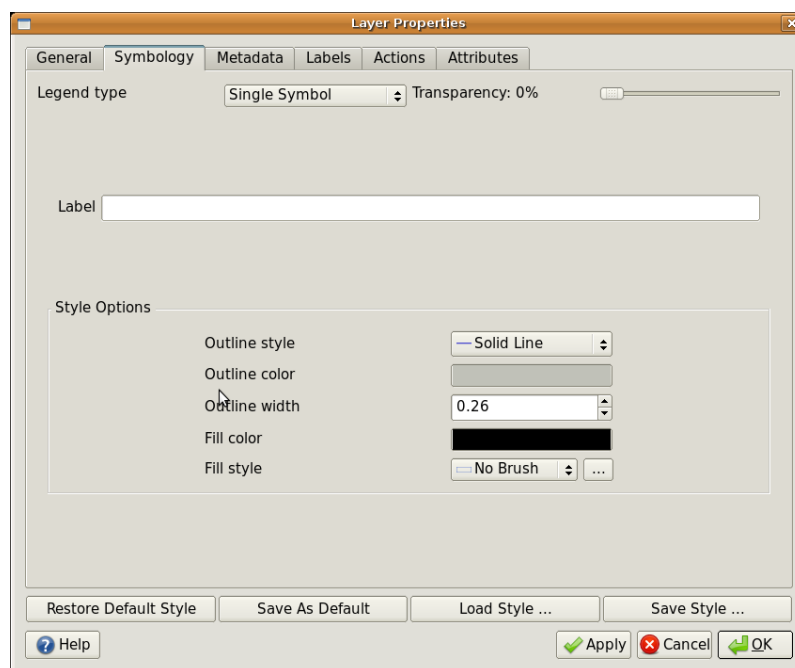 Layer Properties
General Symbology Metadata Labels Actions Attributes
Legend type Single Symbol Transparency: 0%
Label
Style Options
Outline style Solid Line
Outline color
Outline width 0.26
Fill color
Fill style No Brush ...
Restore Default Style Save As Default Load Style ... Save Style ...
Help Apply Cancel OK